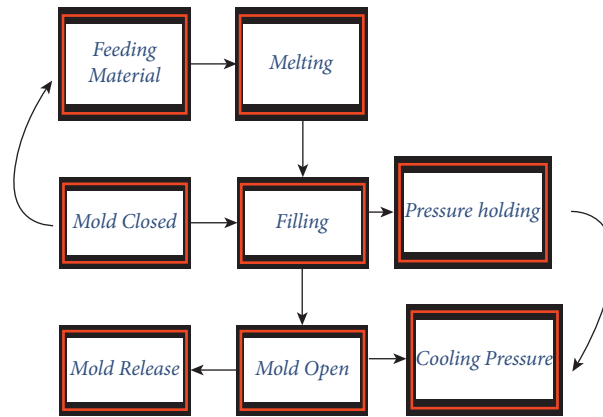 Feeding
Material
Melting
Mold Closed
Filling
Pressure holding
Mold Release
Mold Open
Cooling Pressure